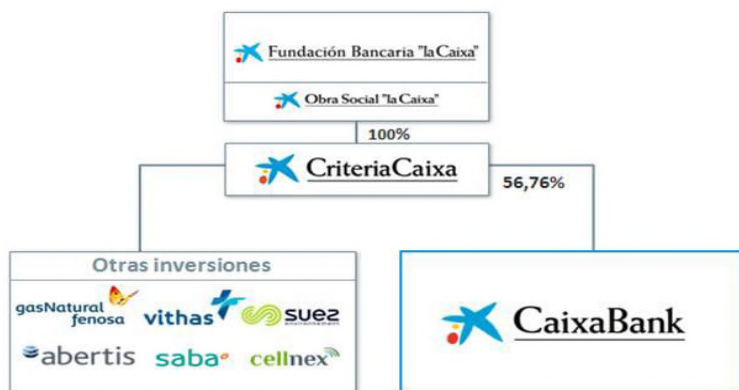 Fundación Bancaria "la Caixa"
Obra Social "la Caixa"
100%
CriteriaCaixa
56,76%
Otras inversiones
gasNatural
fenosa
vithas
suez
environnement
abertis
saba
cellnex
CaixaBank